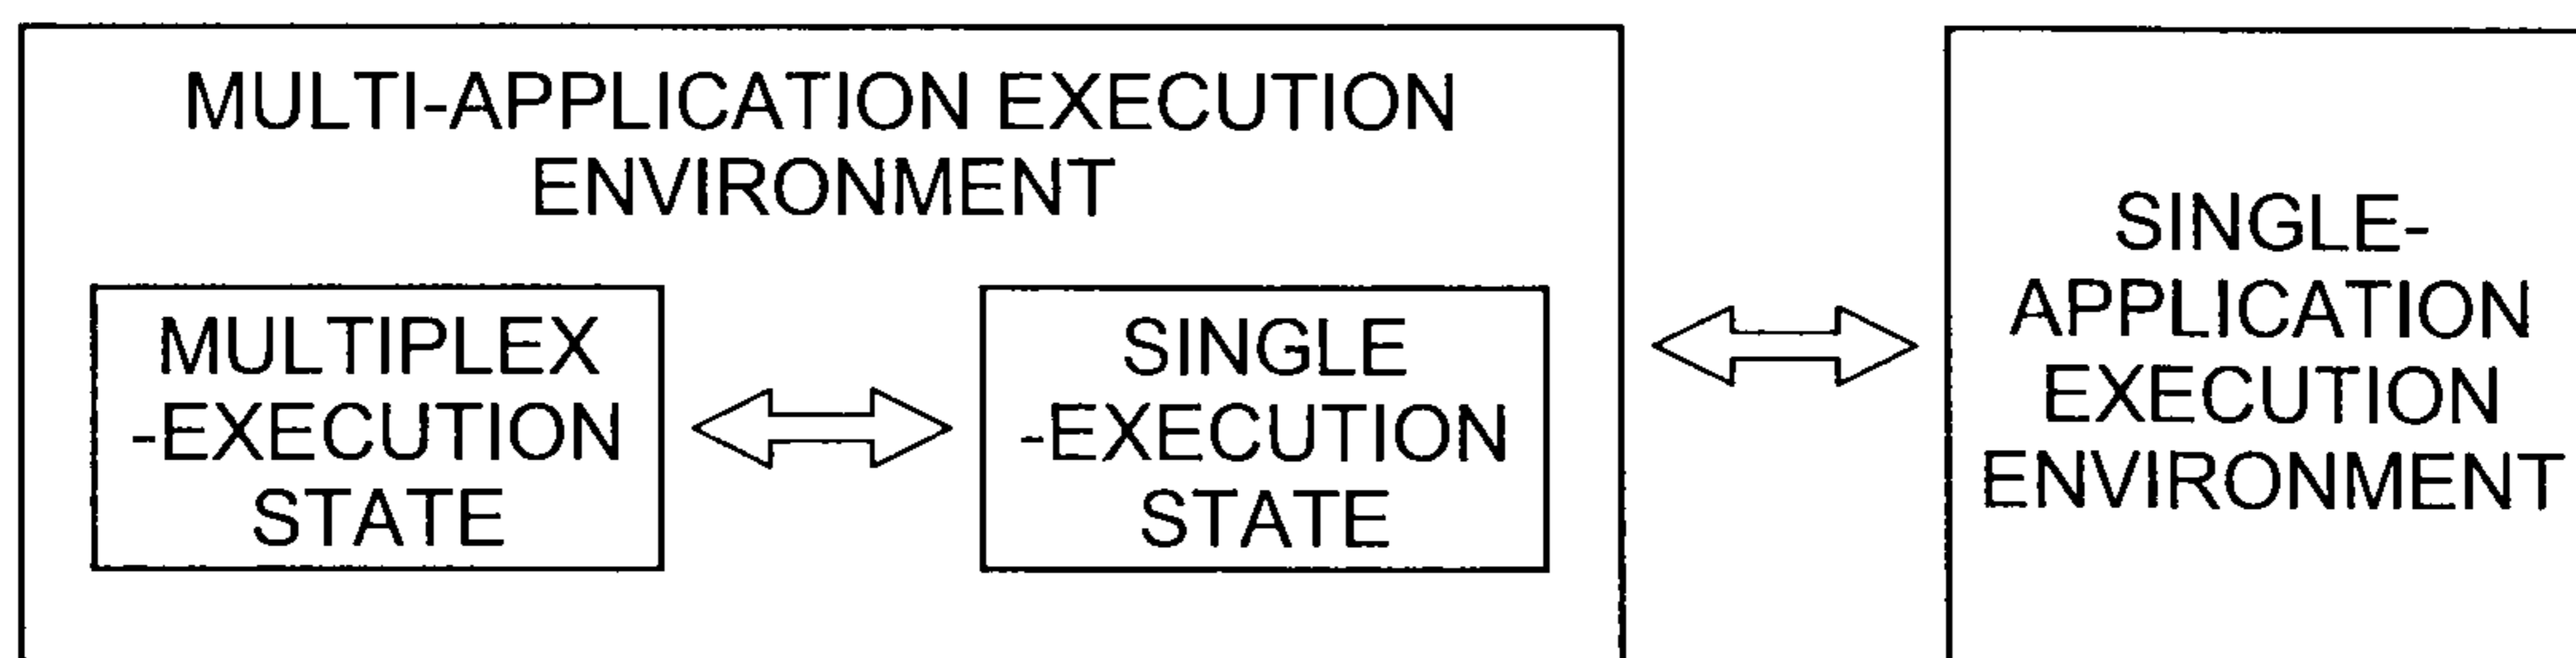 MULTI-APPLICATION EXECUTION
ENVIRONMENT
MULTIPLEX
-EXECUTION
STATE
SINGLE
-EXECUTION
STATE
SINGLE-
APPLICATION
EXECUTION
ENVIRONMENT